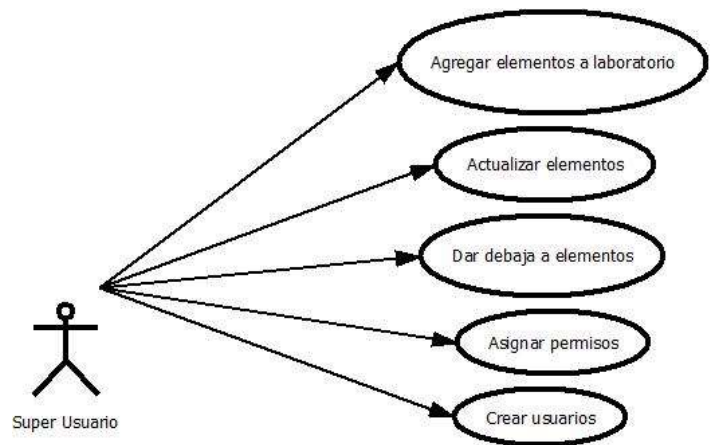 Agregar elementos a laboratorio
Actualizar elementos
Dar debaja a elementos
Asignar permisos
Crear usuarios
Super Usuario